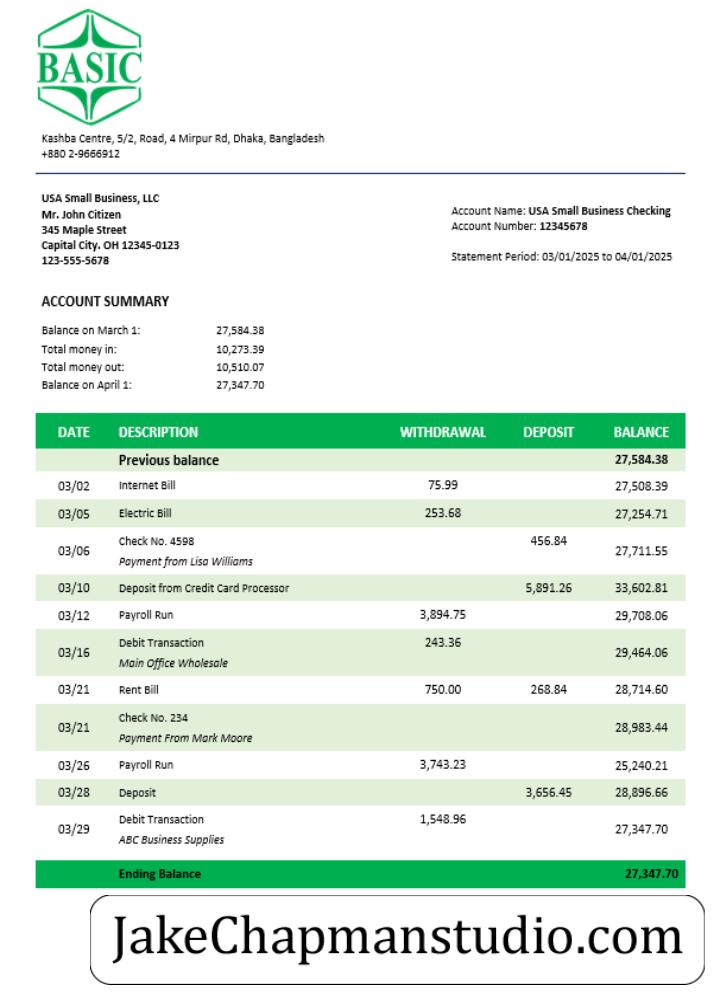 BASIC
Kashba Centre, 5/2, Road, 4 Mirpur Rd, Dhaka, Bangladesh
+880 2-9666912
USA Small Business, LLC
Mr. John Citizen
345 Maple Street
Capital City. OH 12345-0123
123-555-5678
Account Name: USA Small Business Checking
Account Number: 12345678
Statement Period: 03/01/2025 to 04/01/2025
ACCOUNT SUMMARY
Balance on March 1: 27,584.38
Total money in: 10,273.39
Total money out: 10,510.07
Balance on April 1: 27,347.70
DATE DESCRIPTION WITHDRAWAL DEPOSIT BALANCE
Previous balance 27,584.38
03/02 Internet Bill 75.99 27,508.39
03/05 Electric Bill 253.68 27,254.71
03/06 Check No. 4598 456.84 27,711.55
Payment from Lisa Williams
03/10 Deposit from Credit Card Processor 5,891.26 33,602.81
03/12 Payroll Run 3,894.75 29,708.06
03/16 Debit Transaction 243.36 29,464.06
Main Office Wholesale
03/21 Rent Bill 750.00 268.84 28,714.60
03/21 Check No. 234 28,983.44
Payment From Mark Moore
03/26 Payroll Run 3,743.23 25,240.21
03/28 Deposit 3,656.45 28,896.66
03/29 Debit Transaction 1,548.96 27,347.70
ABC Business Supplies
Ending Balance 27,347.70
JakeChapmanstudio.com